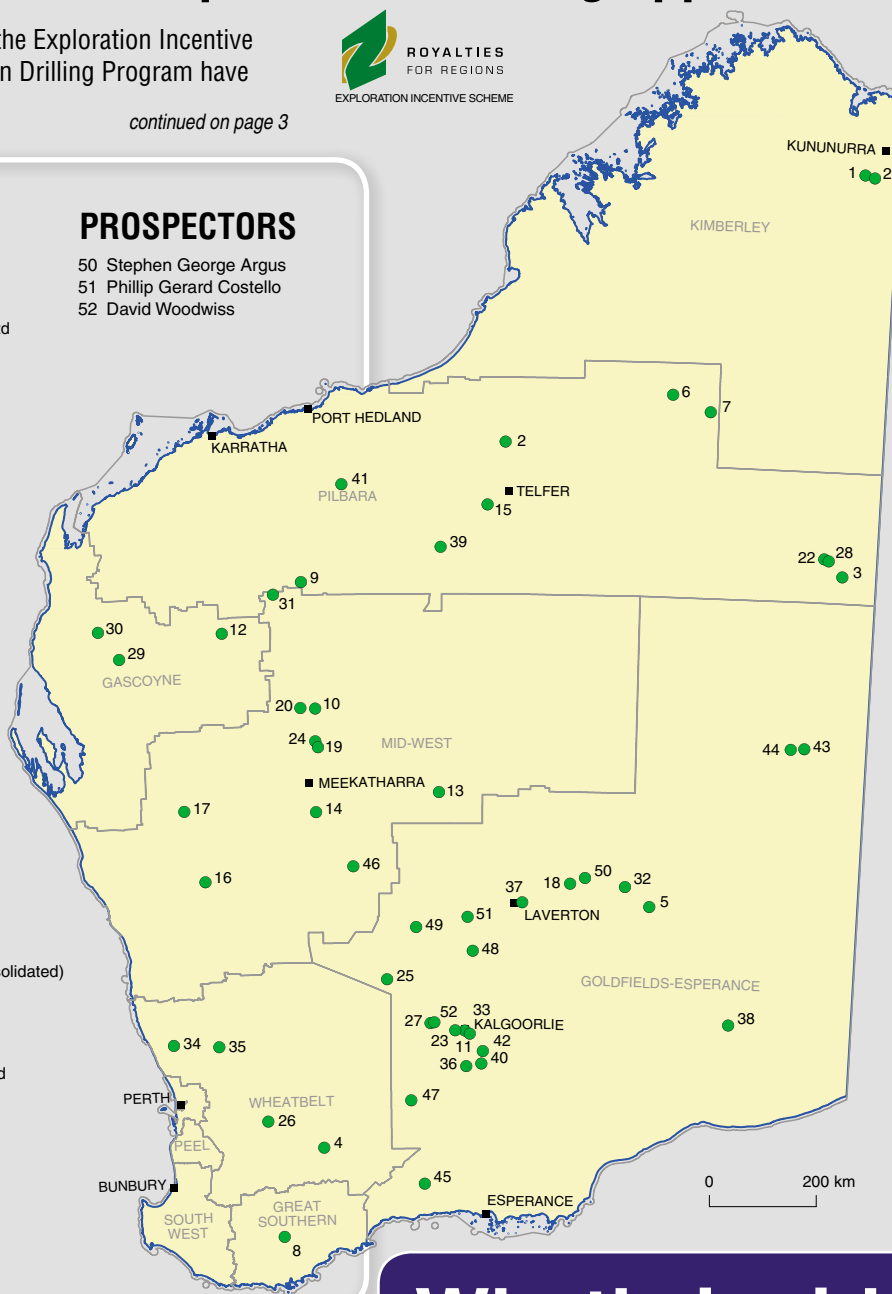 the Exploration Incentive
n Drilling Program have
continued on page 3
ROYALTIES
FOR REGIONS
EXPLORATION INCENTIVE SCHEME
PROSPECTORS
50 Stephen George Argus
51 Phillip Gerard Costello
52 David Woodwiss
td
solidated)
d
KUNUNURRA
1
2
KIMBERLEY
6
7
PORT HEDLAND
KARRATHA
2
41
PILBARA
TELFER
15
39
22
28
3
9
31
30
12
29
GASCOYNE
20
10
24
19
MID-WEST
44
43
MEEKATHARRA
13
17
14
46
16
37
18
50
32
5
LAVERTON
51
49
48
25
GOLDFIELDS-ESPERANCE
27
52
33
KALGOORLIE
38
23
11
42
36
40
34
35
PERTH
WHEATBELT
47
26
PEEL
4
BUNBURY
45
0
200 km
ESPERANCE
SOUTH
WEST
GREAT
SOUTHERN
8